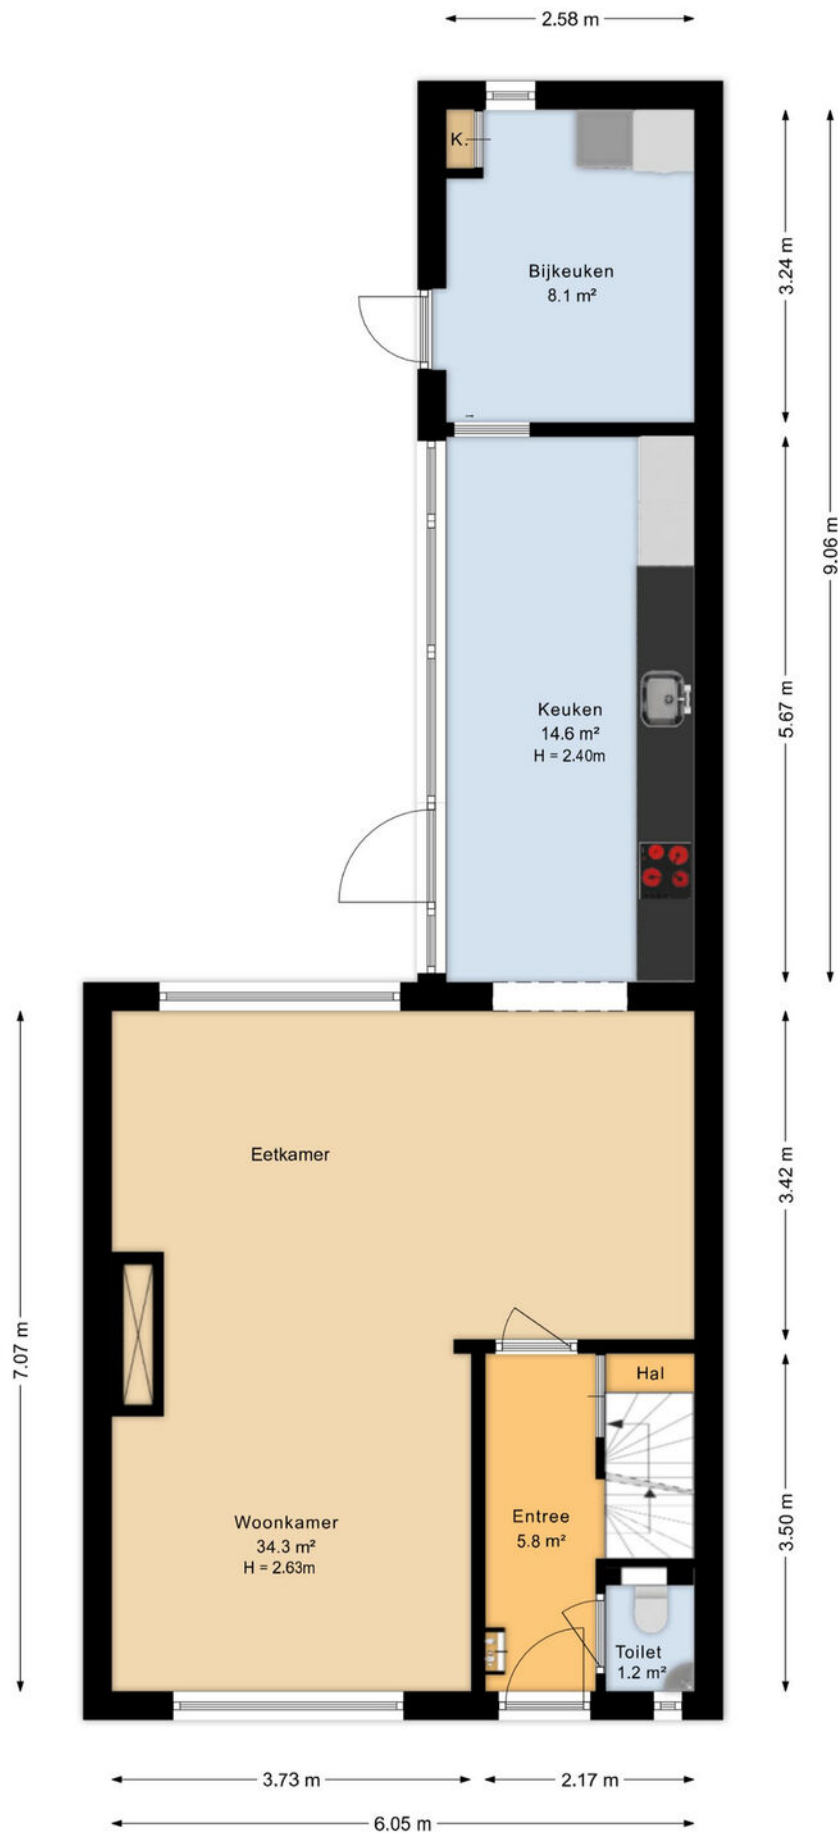 2.58 m
K.
3.24 m
Bijkeuken
8.1 m²
9.06 m
Keuken
14.6 m²
H = 2.40m
5.67 m
Eetkamer
3.42 m
7.07 m
Hal
Woonkamer
34.3 m²
H = 2.63m
Entree
5.8 m²
3.50 m
Toilet
1.2 m²
3.73 m
2.17 m
6.05 m